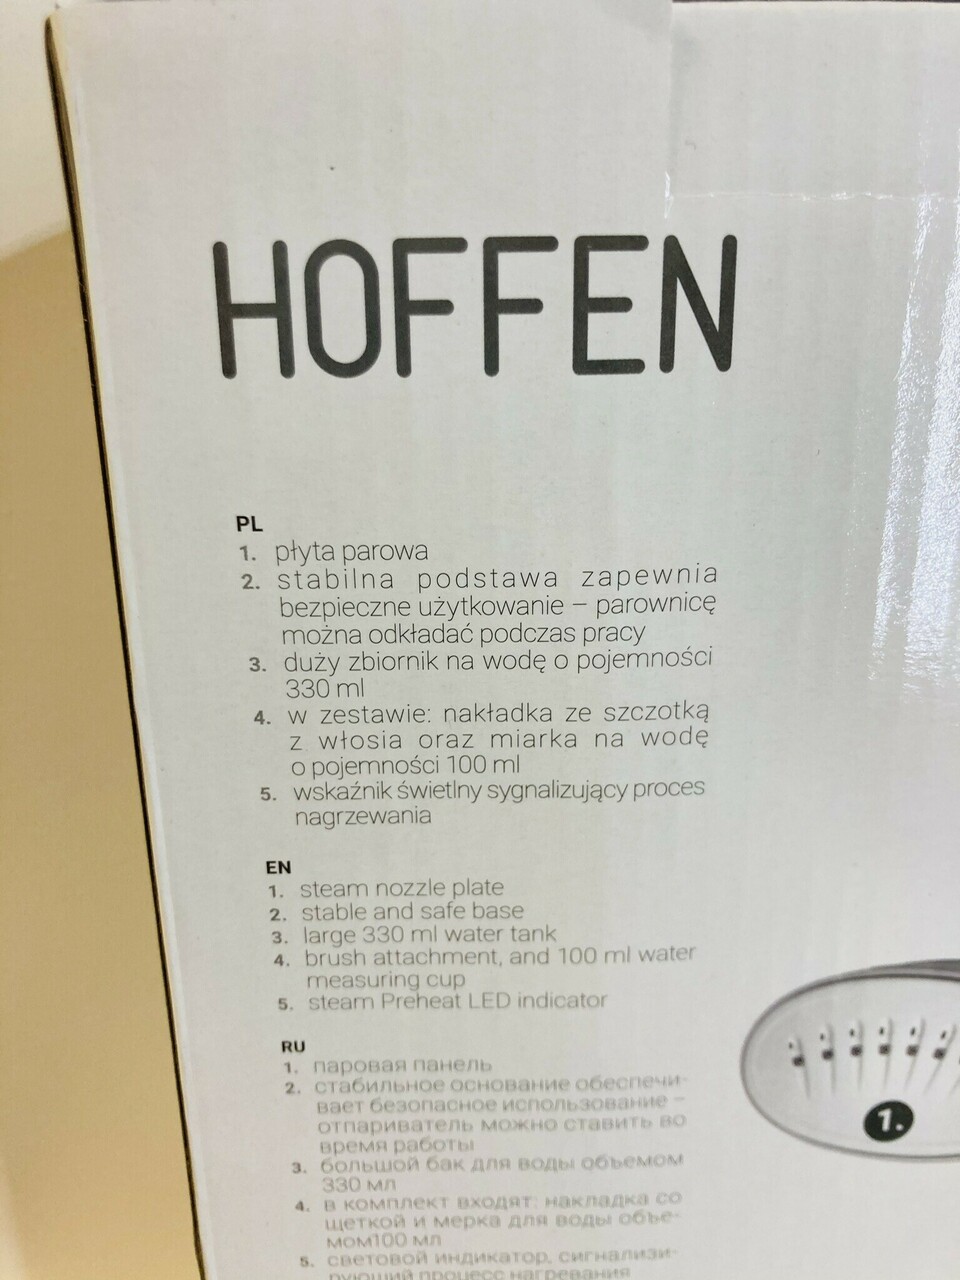 HOFFEN
PL
1. płyta parowa
2. stabilna podstawa zapewnia
bezpieczne użytkowanie – parownicę
można odkładać podczas pracy
3. duży zbiornik na wodę o pojemności
330 ml
4. w zestawie: nakładka ze szczotką
z włosia oraz miarka na wodę
o pojemności 100 ml
5. wskaźnik świetlny sygnalizujący proces
nagrzewania
EN
1. steam nozzle plate
2. stable and safe base
3. large 330 ml water tank
4. brush attachment, and 100 ml water
measuring cup
5. steam Preheat LED indicator
RU
1. паровая панель
2. стабильное основание обеспечи-
вает безопасное использование –
отпариватель можно ставить во
время работы
3. большой бак для воды объемом
330 мл
4. в комплект входят: накладка со
щеткой и мерка для воды объе-
мом100 мл
5. световой индикатор, сигнализи-
рующий процесс нагревания
1.